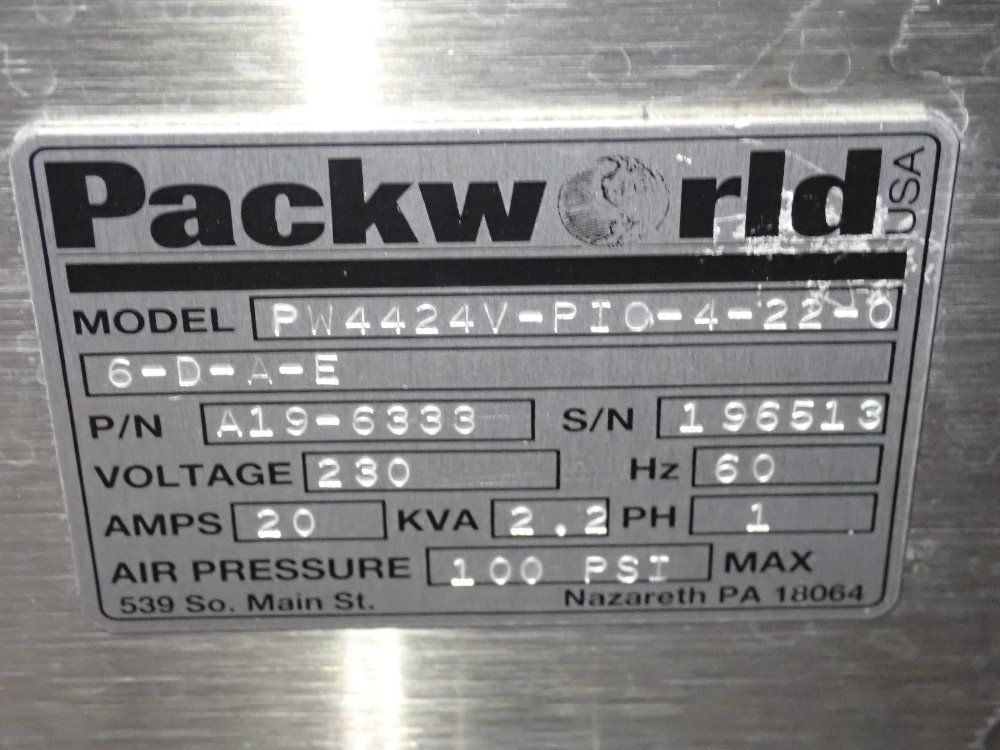 Packworld USA
MODEL PW4424V-PIO-4-22-0
6-D-A-E
P/N A19-6333 S/N 196513
VOLTAGE 230 Hz 60
AMPS 20 KVA 2.2 PH 1
AIR PRESSURE 100 PSI MAX
539 So. Main St. Nazareth PA 18064